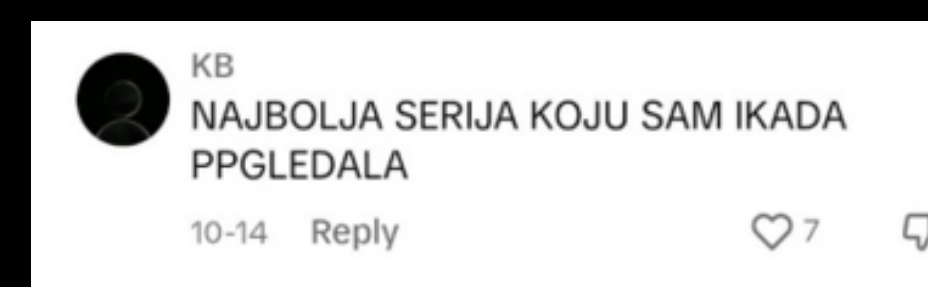 KB
NAJBOLJA SERIJA KOJU SAM IKADA
PPGLEDALA
10-14 Reply 7